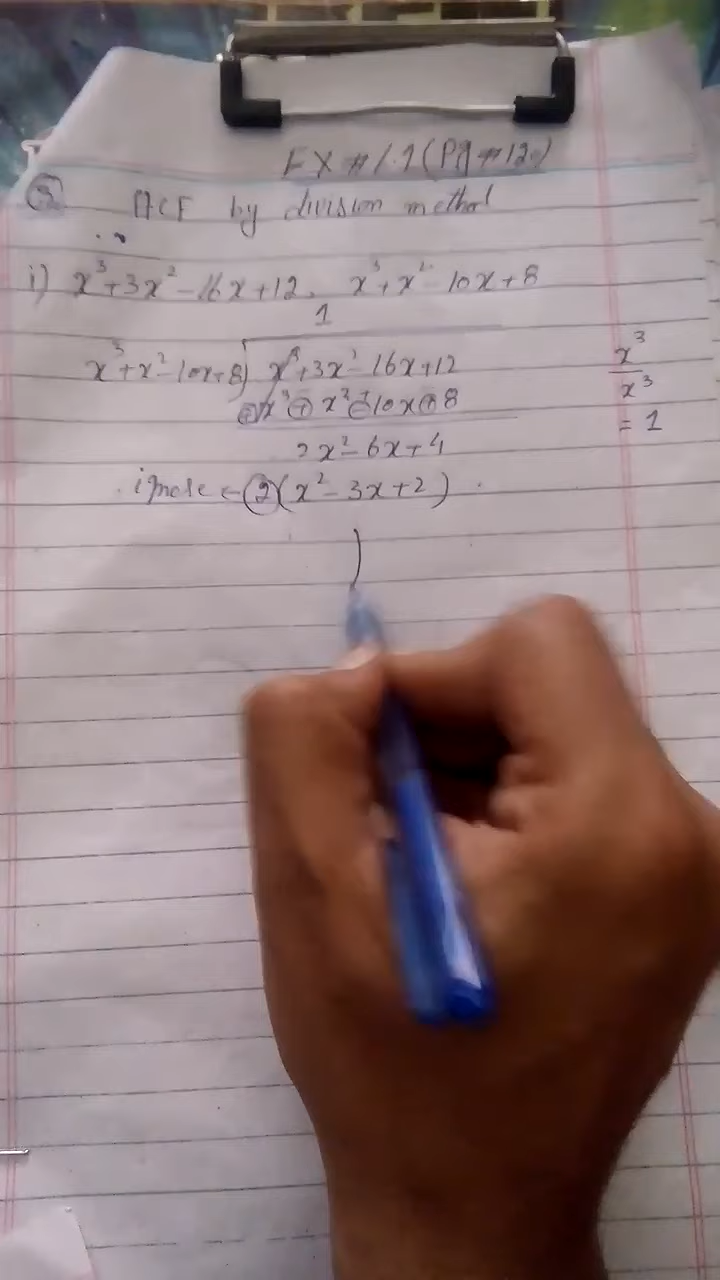 EX # 1.1 (Pg # 120)
③ HCF by division method
i) x³+3x²-16x+12, x³+x²-10x+8
1
x³+x²-10x+8) x³+3x²-16x+12
x³/x³ = 1
x³ + x² - 10x + 8
2x²-6x+4
ignore ← ②(x²-3x+2)
)